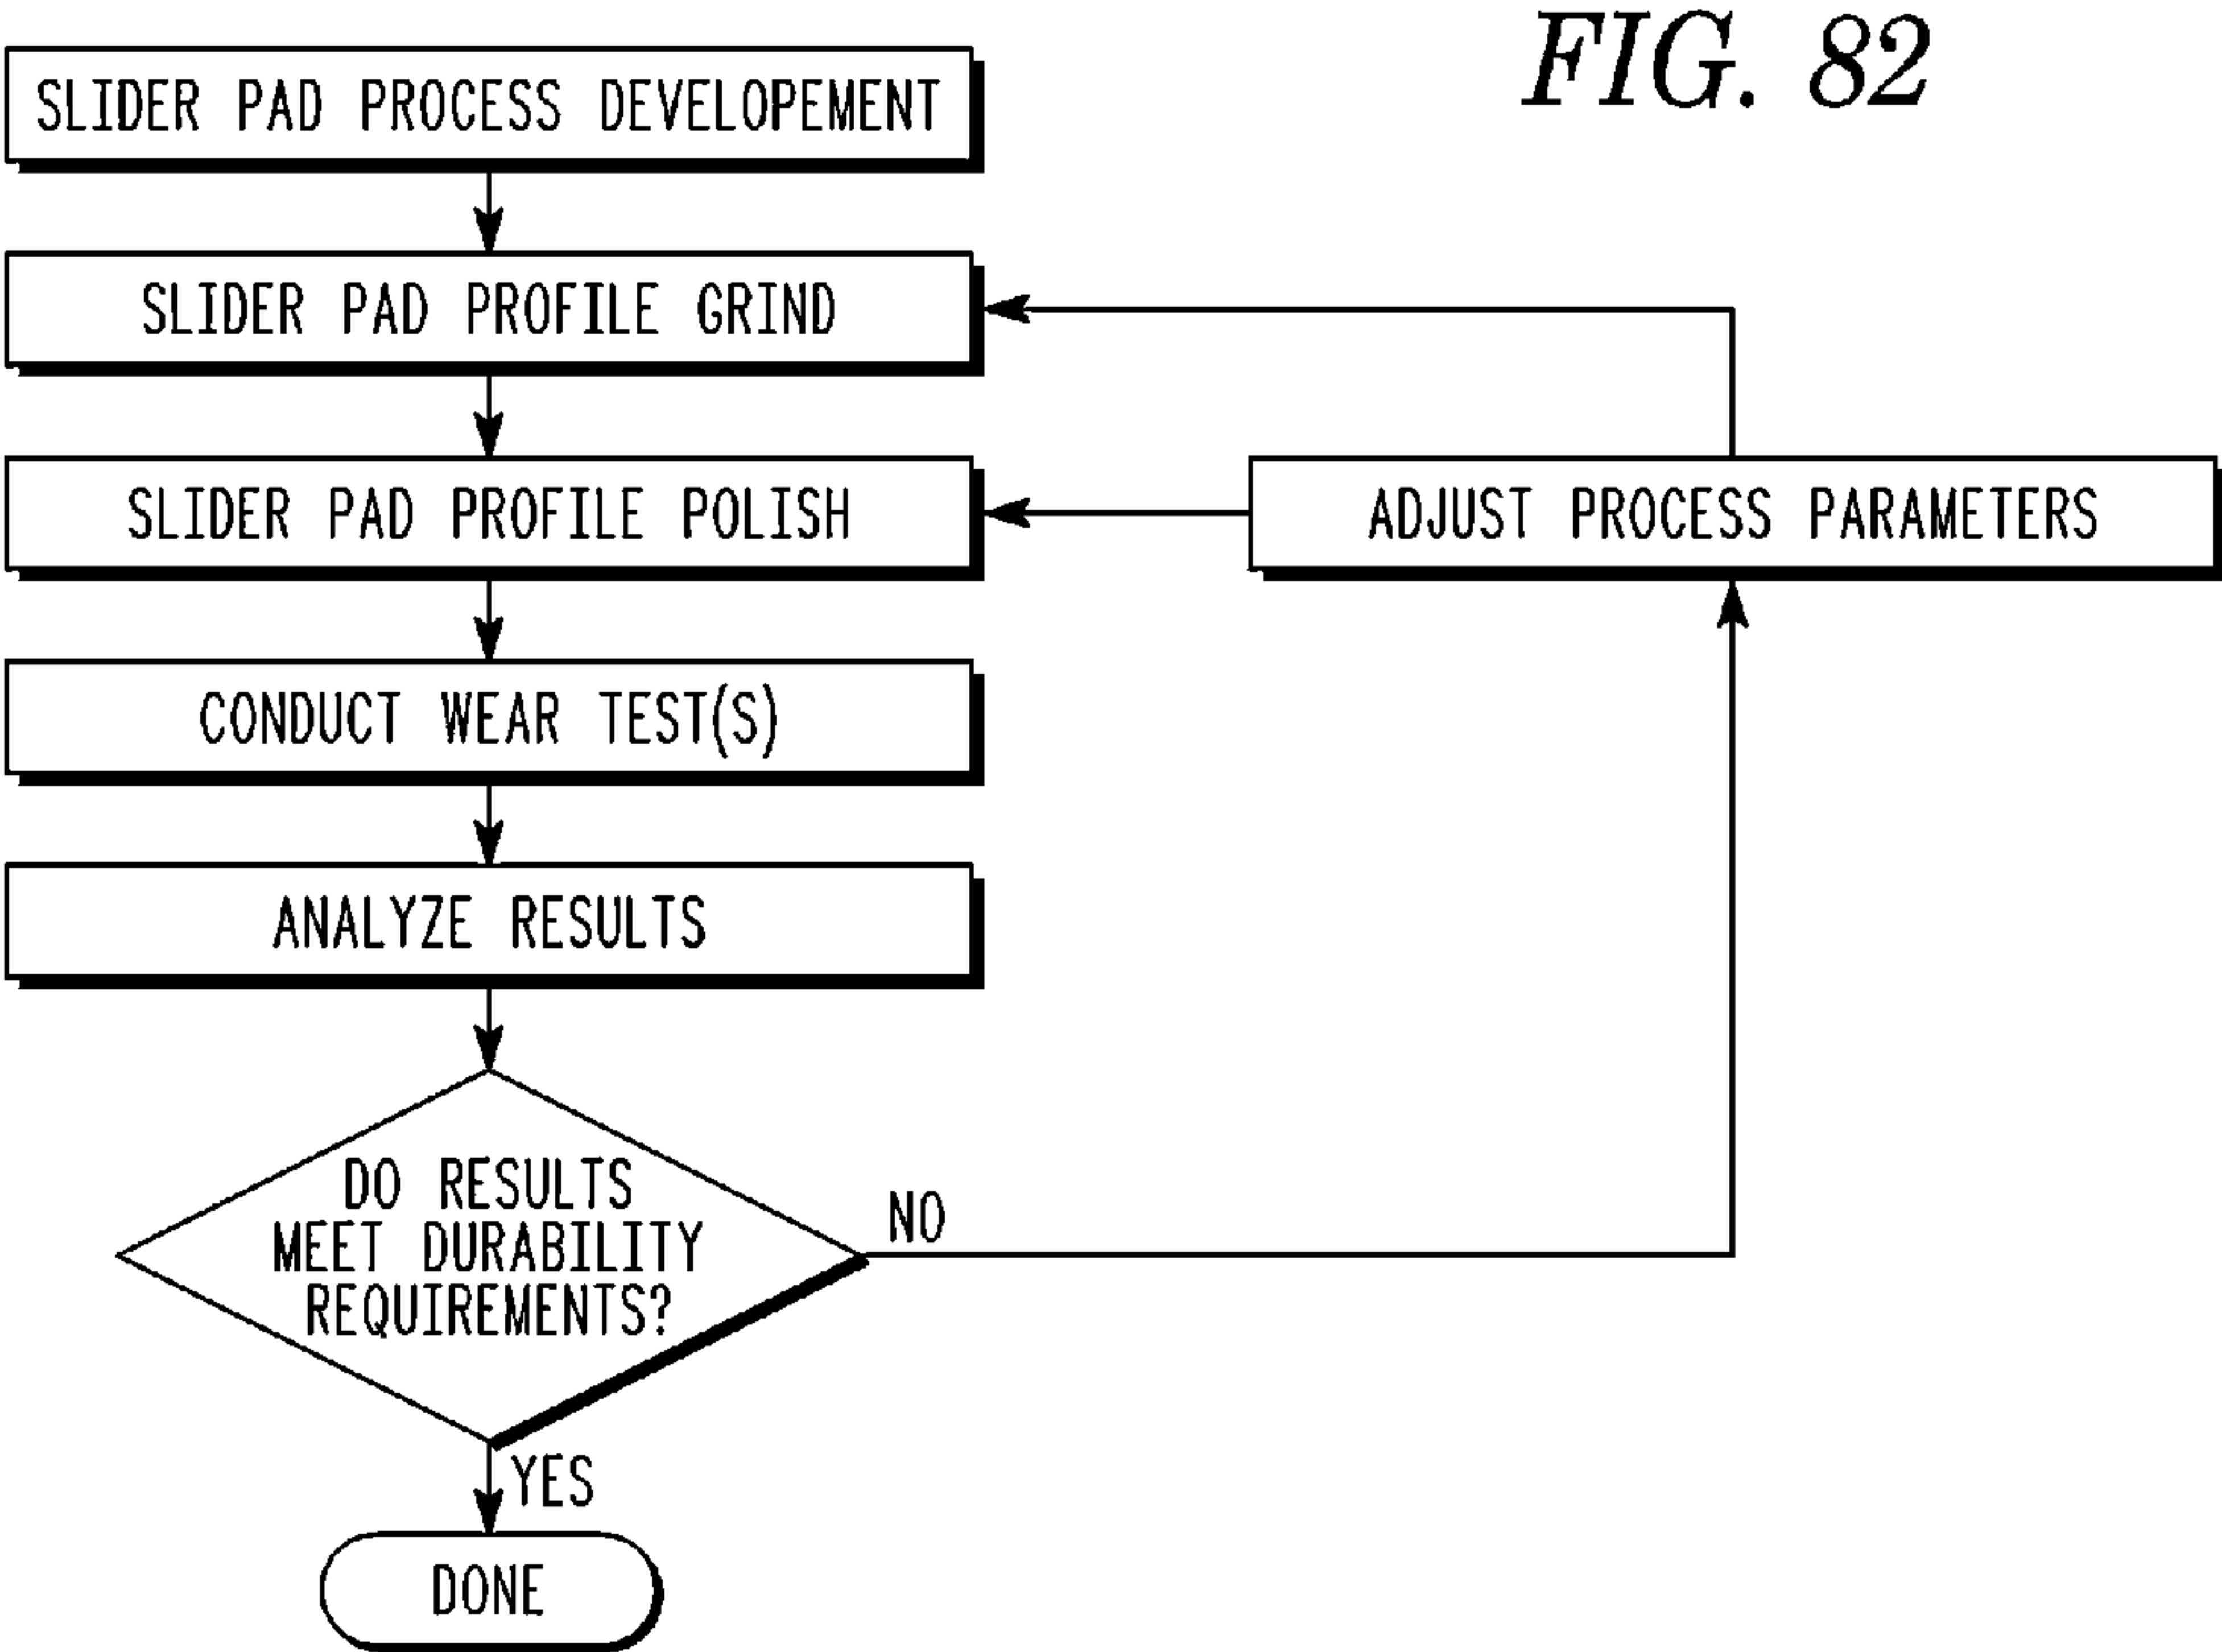 FIG. 82
SLIDER PAD PROCESS DEVELOPEMENT
SLIDER PAD PROFILE GRIND
SLIDER PAD PROFILE POLISH
ADJUST PROCESS PARAMETERS
CONDUCT WEAR TEST(S)
ANALYZE RESULTS
DO RESULTS
MEET DURABILITY
REQUIREMENTS?
NO
YES
DONE